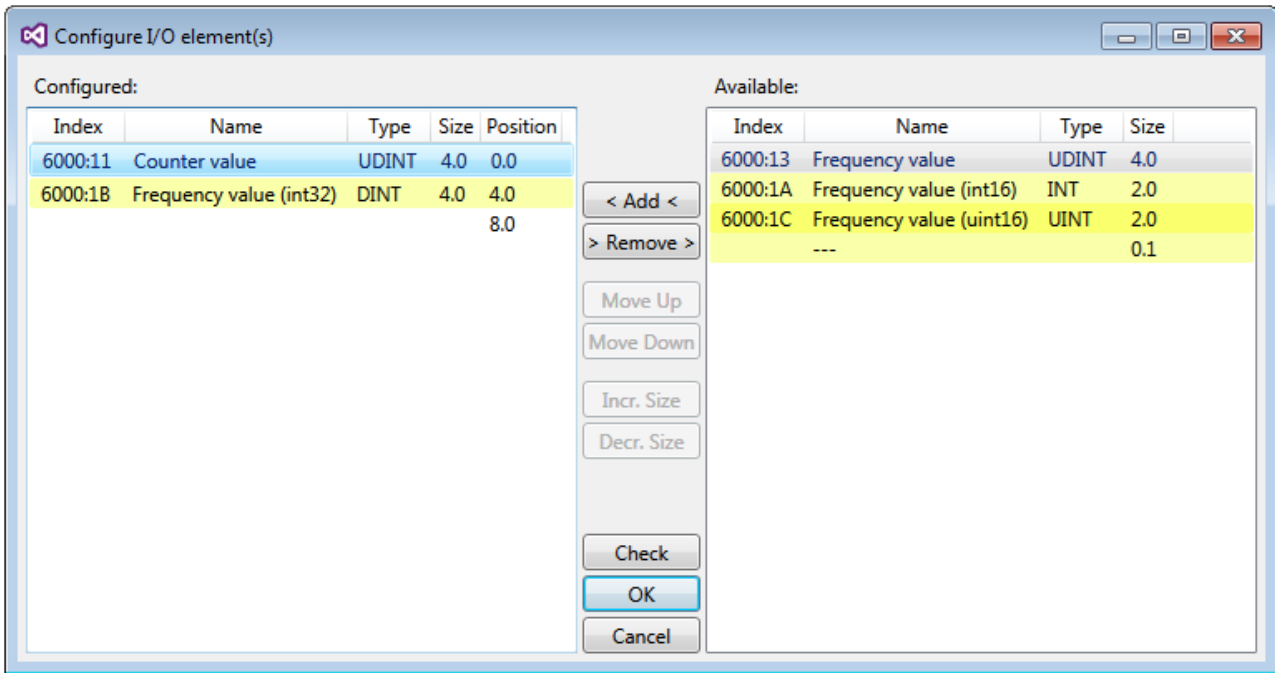 Configure I/O element(s)
Configured:
Index Name Type Size Position
6000:11 Counter value UDINT 4.0 0.0
6000:1B Frequency value (int32) DINT 4.0 4.0
8.0
< Add <
> Remove >
Move Up
Move Down
Incr. Size
Decr. Size
Check
OK
Cancel
Available:
Index Name Type Size
6000:13 Frequency value UDINT 4.0
6000:1A Frequency value (int16) INT 2.0
6000:1C Frequency value (uint16) UINT 2.0
--- 0.1